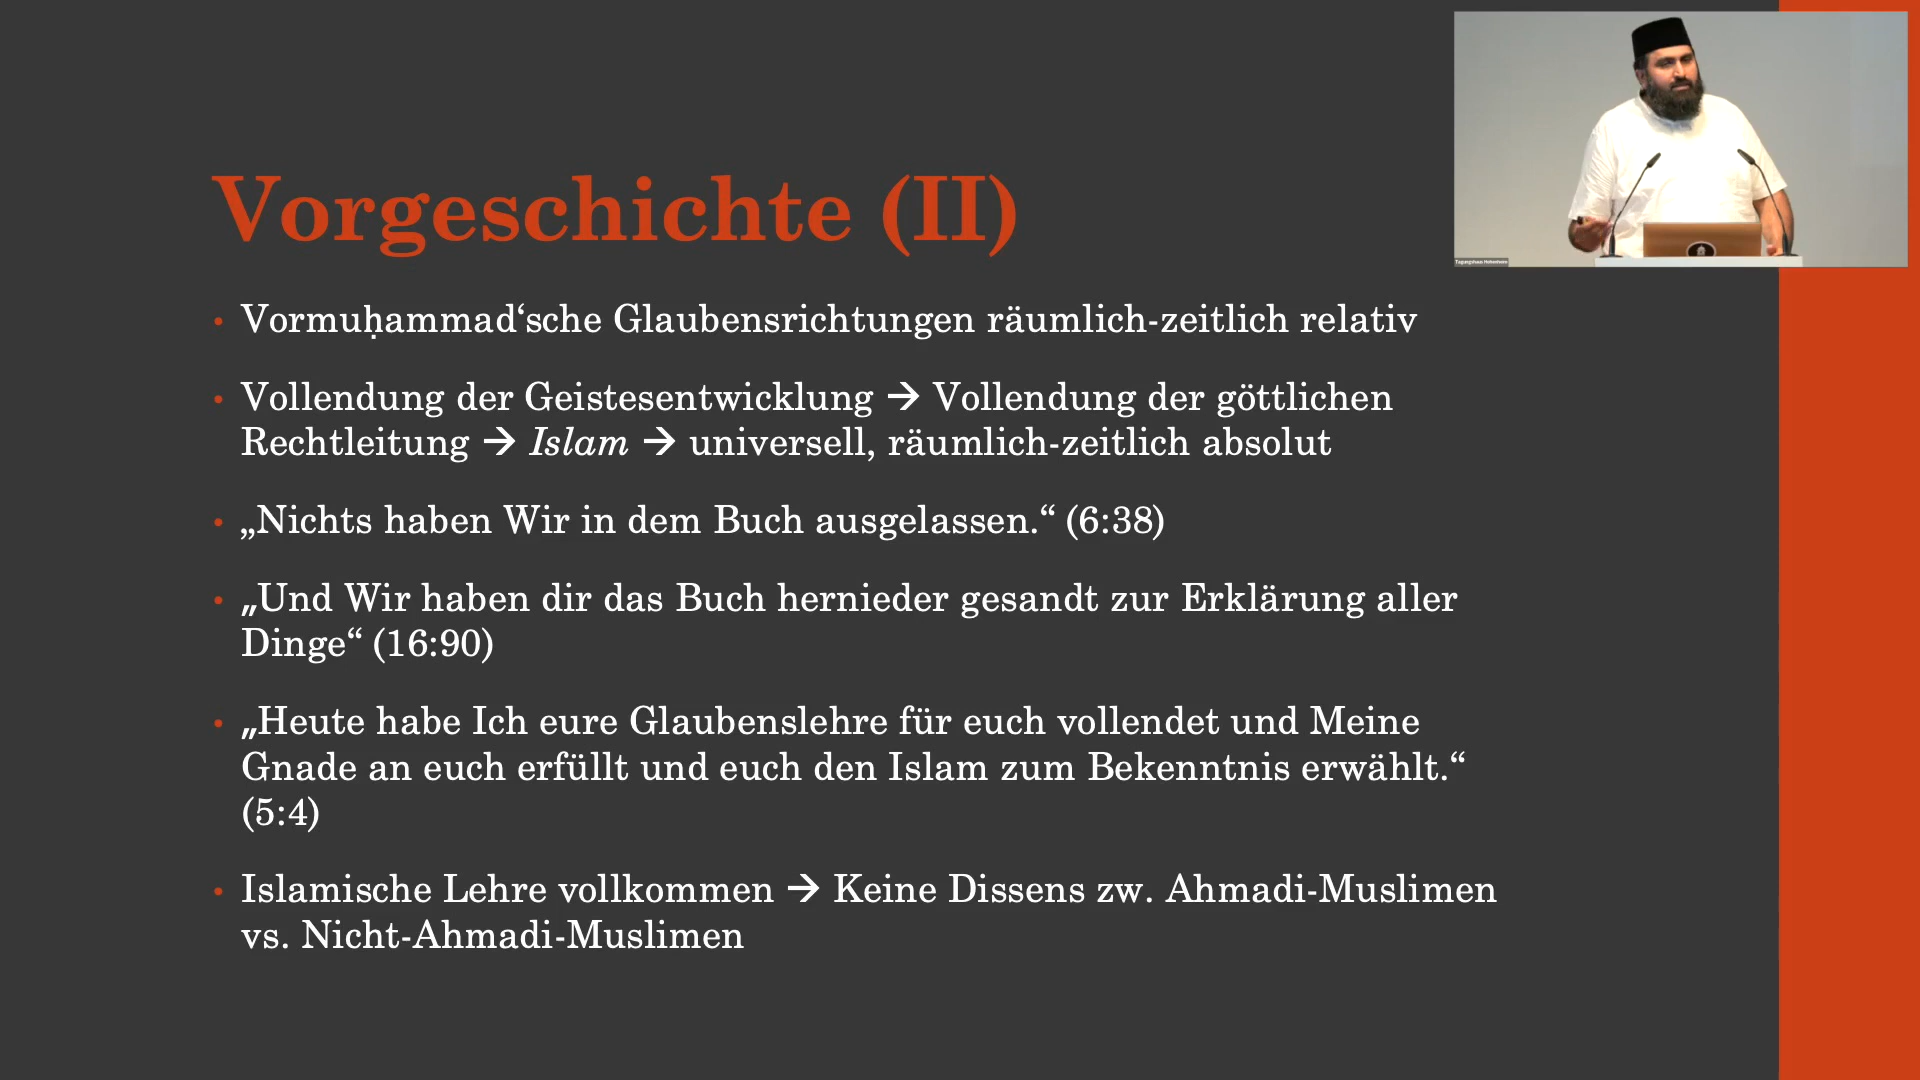 Vorgeschichte (II)
• Vormuḥammad‘sche Glaubensrichtungen räumlich-zeitlich relativ
• Vollendung der Geistesentwicklung → Vollendung der göttlichen
Rechtleitung → Islam → universell, räumlich-zeitlich absolut
• „Nichts haben Wir in dem Buch ausgelassen.“ (6:38)
• „Und Wir haben dir das Buch hernieder gesandt zur Erklärung aller
Dinge“ (16:90)
• „Heute habe Ich eure Glaubenslehre für euch vollendet und Meine
Gnade an euch erfüllt und euch den Islam zum Bekenntnis erwählt.“
(5:4)
• Islamische Lehre vollkommen → Keine Dissens zw. Ahmadi-Muslimen
vs. Nicht-Ahmadi-Muslimen
Tagungshaus Hohenheim